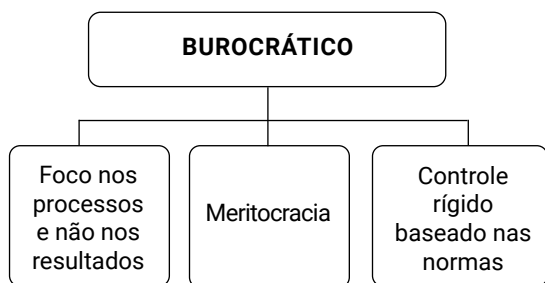 BUROCRÁTICO
Foco nos
processos
e não nos
resultados
Meritocracia
Controle
rígido
baseado nas
normas